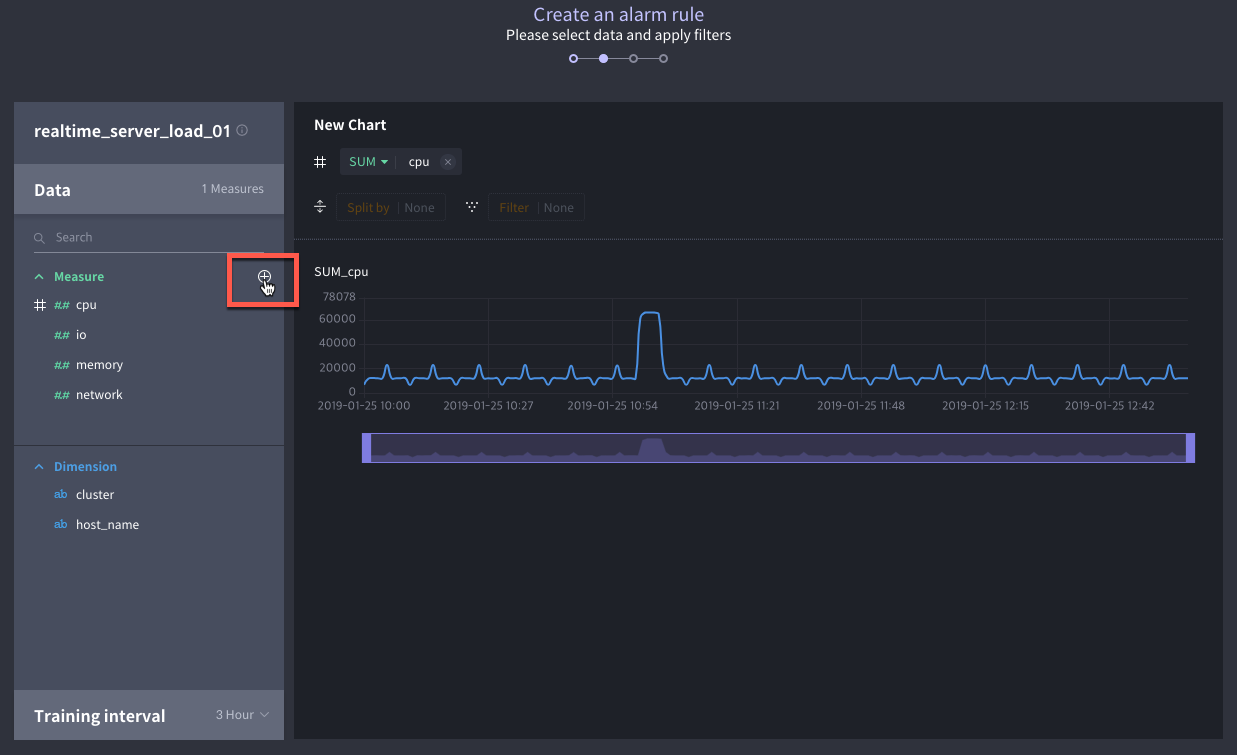 Create an alarm rule
Please select data and apply filters
realtime_server_load_01
Data 1 Measures
Search
Measure
## cpu
## io
## memory
## network
Dimension
ab cluster
ab host_name
Training interval 3 Hour
New Chart
SUM cpu
Split by None Filter None
SUM_cpu
78078
60000
40000
20000
0
2019-01-25 10:00 2019-01-25 10:27 2019-01-25 10:54 2019-01-25 11:21 2019-01-25 11:48 2019-01-25 12:15 2019-01-25 12:42